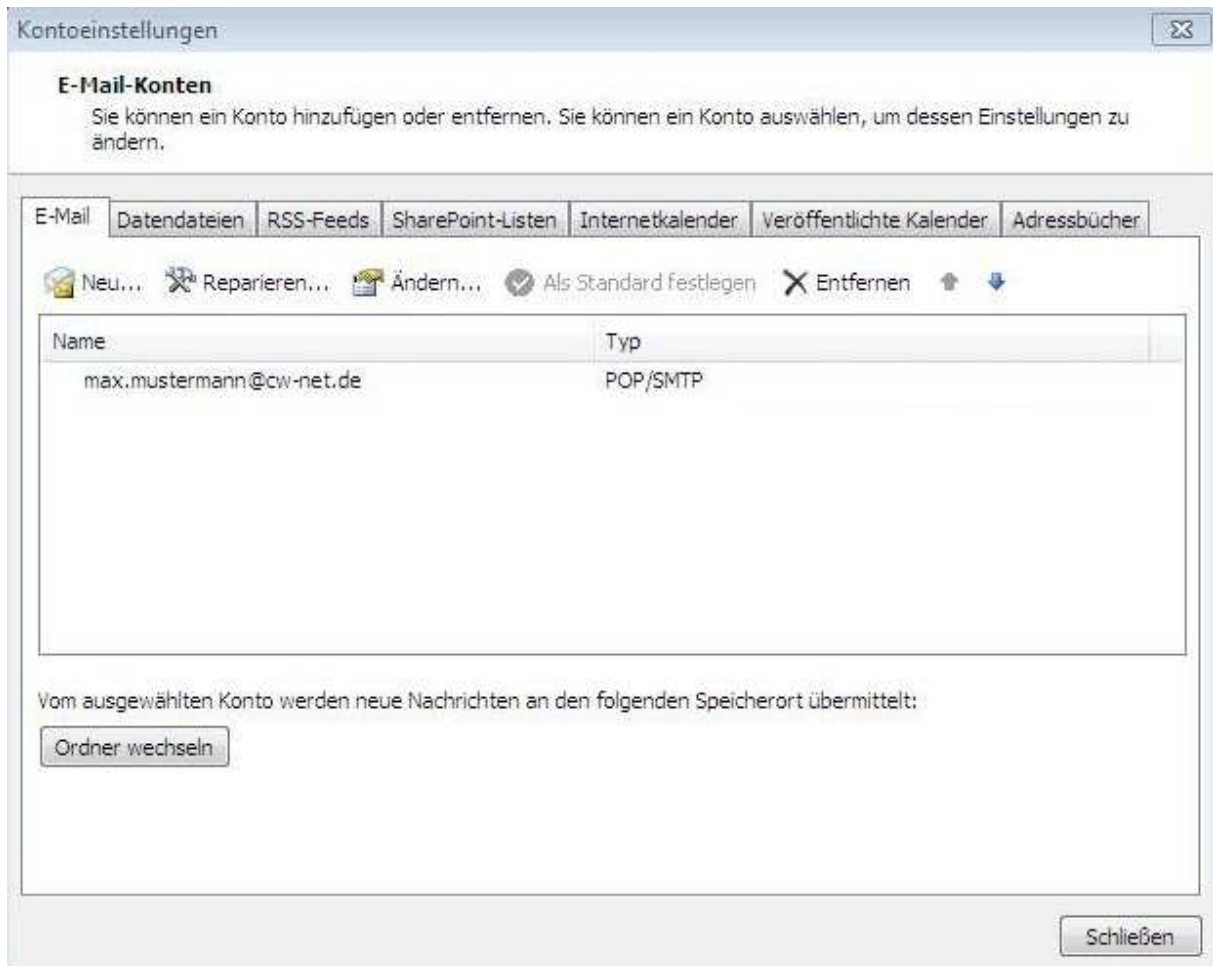 Kontoeinstellungen
E-Mail-Konten
Sie können ein Konto hinzufügen oder entfernen. Sie können ein Konto auswählen, um dessen Einstellungen zu
ändern.
E-Mail Datendateien RSS-Feeds SharePoint-Listen Internetkalender Veröffentlichte Kalender Adressbücher
Neu... Reparieren... Ändern... Als Standard festlegen Entfernen
Name Typ
max.mustermann@cw-net.de POP/SMTP
Vom ausgewählten Konto werden neue Nachrichten an den folgenden Speicherort übermittelt:
Ordner wechseln
Schließen